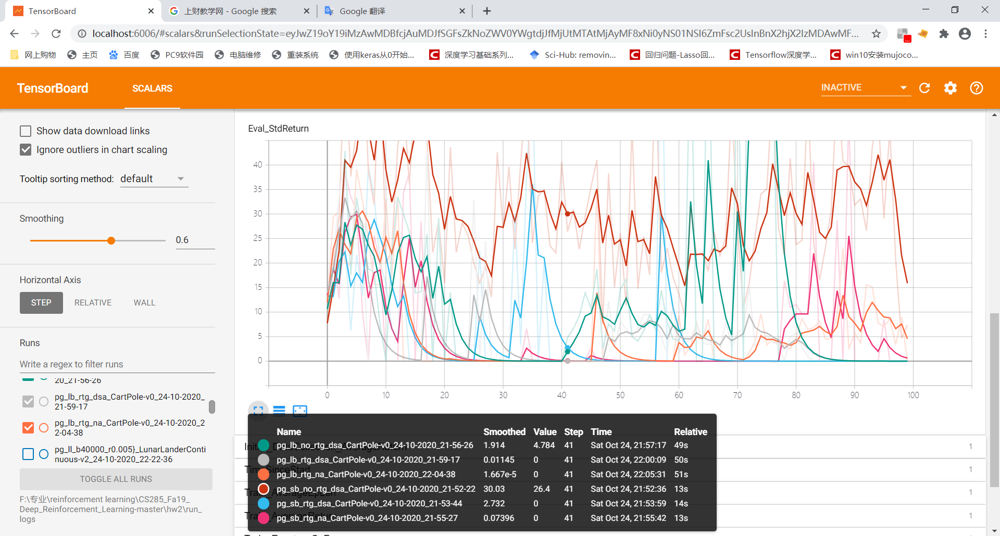 TensorBoard
上财教学网 - Google 搜索
Google 翻译
localhost:6006/#scalars&runSelectionState=eyJwZ19oY19iMzAwMDBfcjAuMDJfSGFsZkNoZWV0YWgtdjJfMjUtMTAtMjAyMF8xNi0yNS01NSI6ZmFsc2UsInBnX2hjX2IzMDAwMF...
网上购物
主页
百度
PC9软件园
电脑维修
重装系统
使用keras从0开始...
深度学习基础系列...
Sci-Hub: removin...
回归问题-Lasso回...
Tensorflow深度学...
win10安装mujoco...
TensorBoard
SCALARS
INACTIVE
Show data download links
Ignore outliers in chart scaling
Tooltip sorting method: default
Smoothing
0.6
Horizontal Axis
STEP RELATIVE WALL
Runs
Write a regex to filter runs
20_21-56-26
pg_lb_rtg_dsa_CartPole-v0_24-10-2020_
21-59-17
pg_lb_rtg_na_CartPole-v0_24-10-2020_2
2-04-38
pg_ll_b40000_r0.005}_LunarLanderConti
nuous-v2_24-10-2020_22-22-36
TOGGLE ALL RUNS
F:\专业\reinforcement learning\CS285_Fa19_
Deep_Reinforcement_Learning-master\hw2\run_
logs
Eval_StdReturn
40
35
30
25
20
15
10
5
0
0 10 20 30 40 50 60 70 80 90 100
Name Smoothed Value Step Time Relative
pg_lb_no_rtg_dsa_CartPole-v0_24-10-2020_21-56-26 1.914 4.784 41 Sat Oct 24, 21:57:17 49s
pg_lb_rtg_dsa_CartPole-v0_24-10-2020_21-59-17 0.01145 0 41 Sat Oct 24, 22:00:09 50s
pg_lb_rtg_na_CartPole-v0_24-10-2020_22-04-38 1.667e-5 0 41 Sat Oct 24, 22:05:31 51s
pg_sb_no_rtg_dsa_CartPole-v0_24-10-2020_21-52-22 30.03 26.4 41 Sat Oct 24, 21:52:36 13s
pg_sb_rtg_dsa_CartPole-v0_24-10-2020_21-53-44 2.732 0 41 Sat Oct 24, 21:53:59 14s
pg_sb_rtg_na_CartPole-v0_24-10-2020_21-55-27 0.07396 0 41 Sat Oct 24, 21:55:42 13s
TimeSinceStart
Train_AverageEpLen
Train_AverageReturn
1
1
1
1